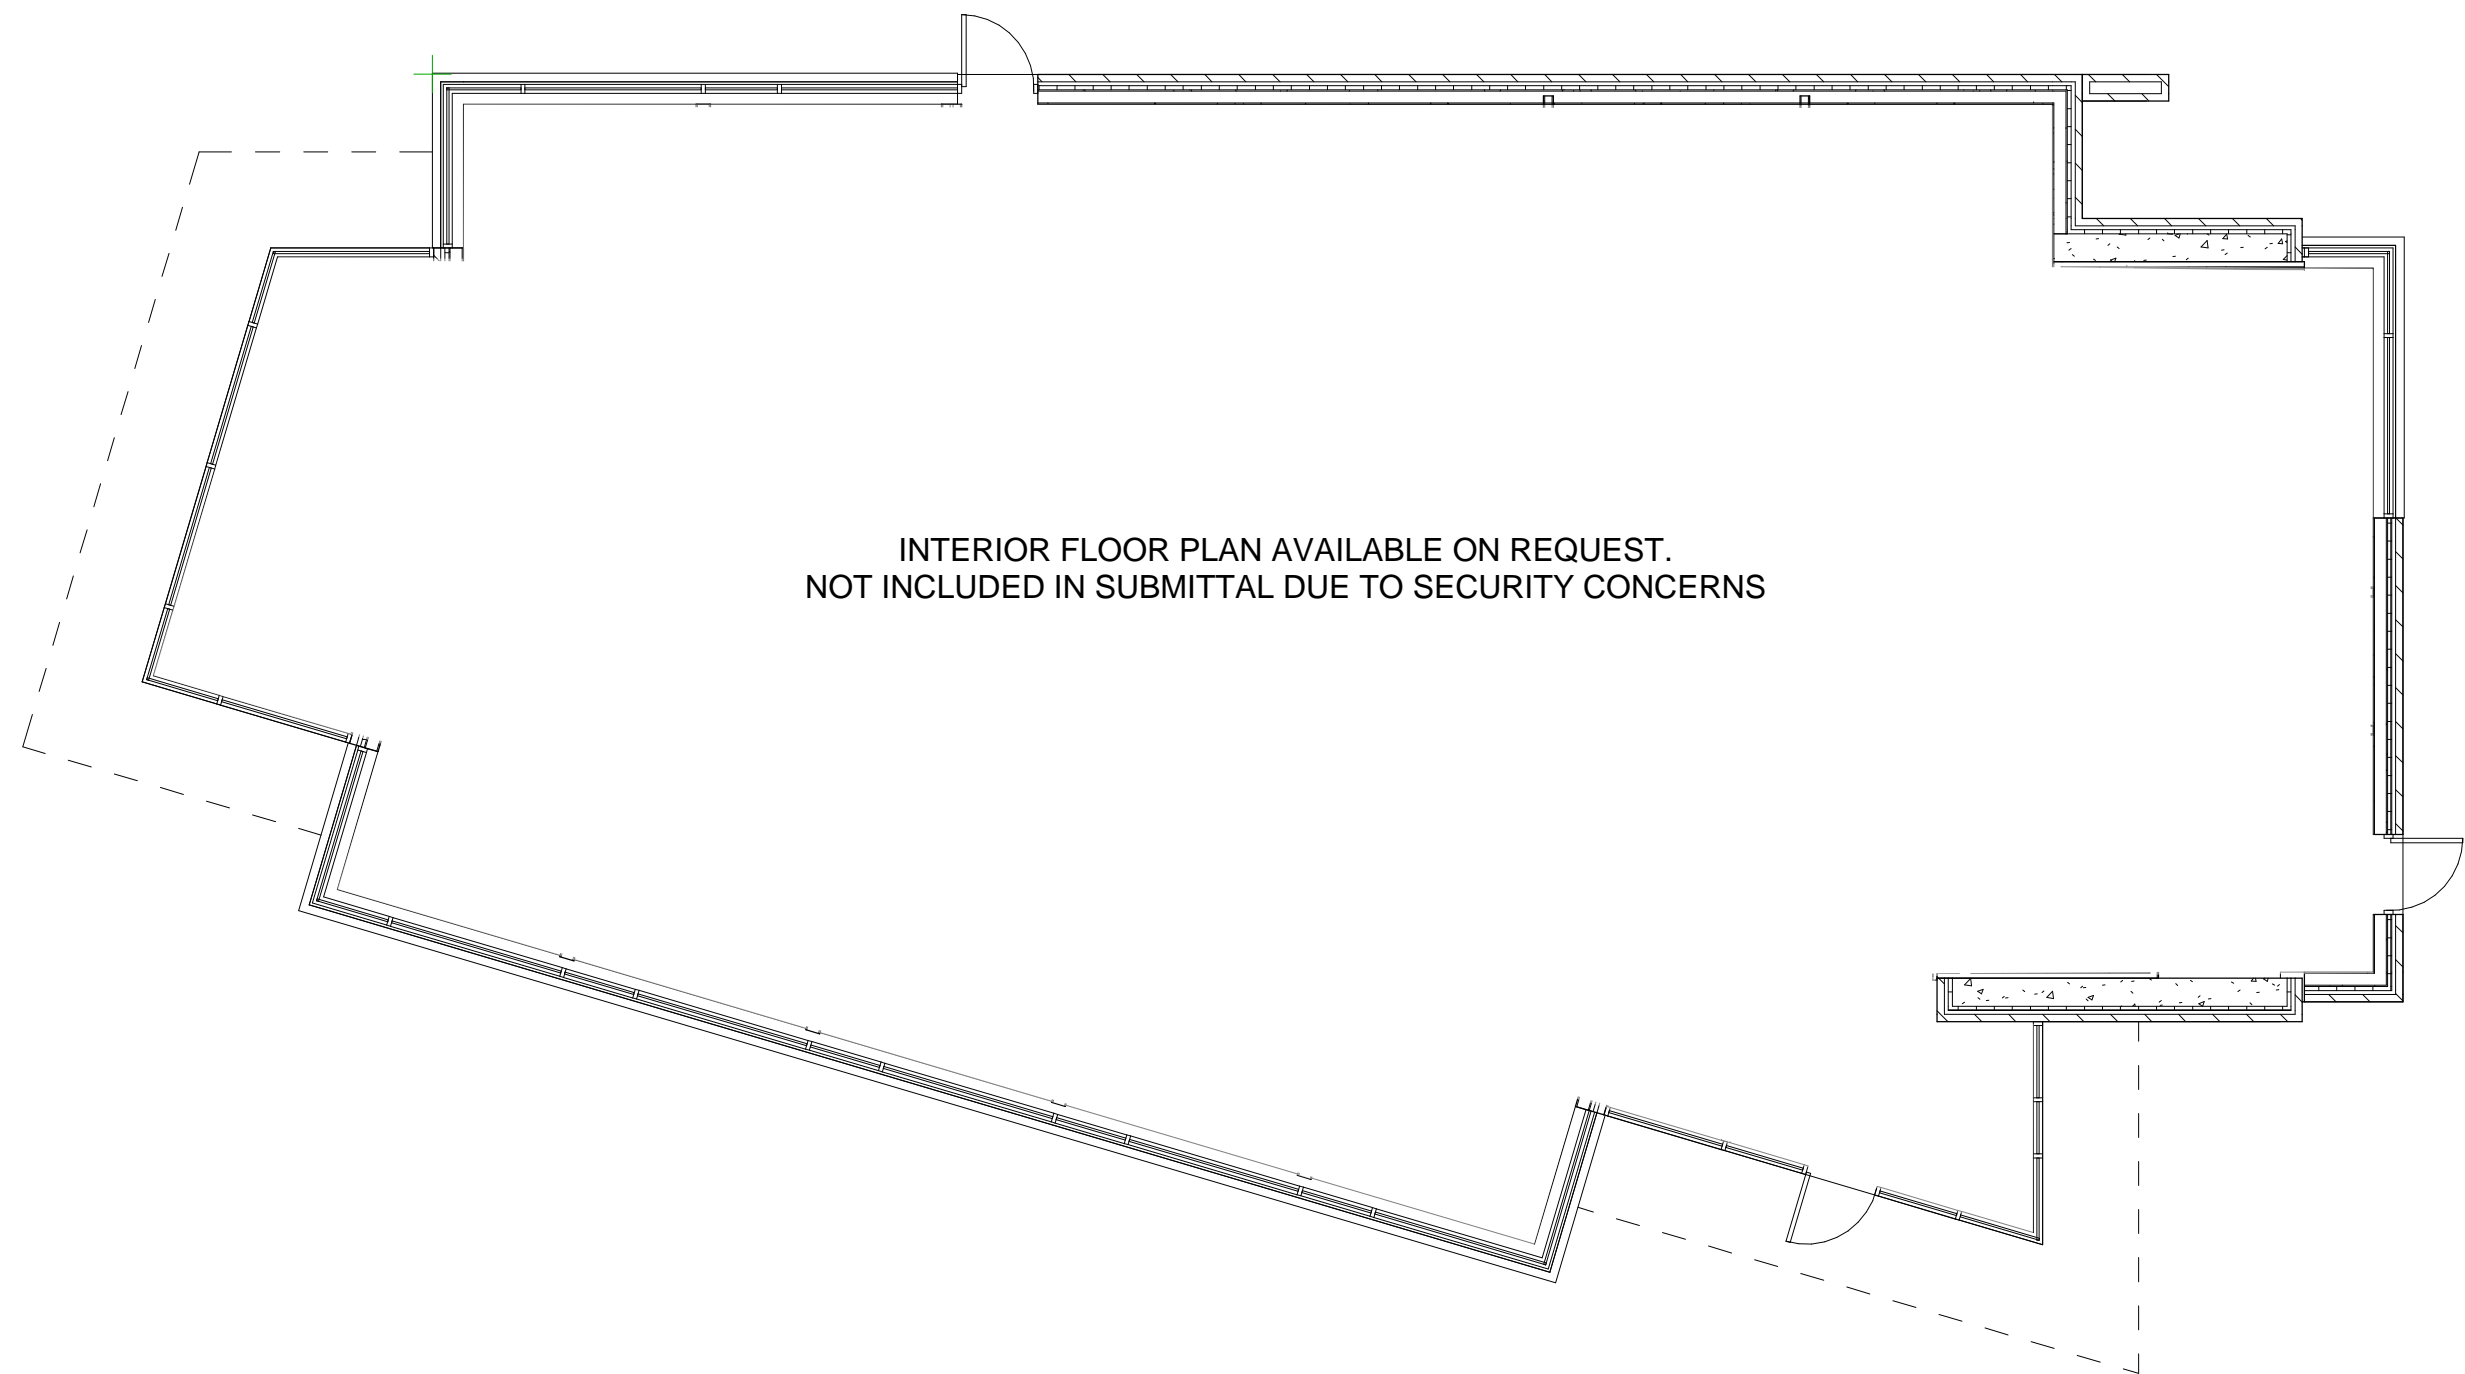 INTERIOR FLOOR PLAN AVAILABLE ON REQUEST.
NOT INCLUDED IN SUBMITTAL DUE TO SECURITY CONCERNS